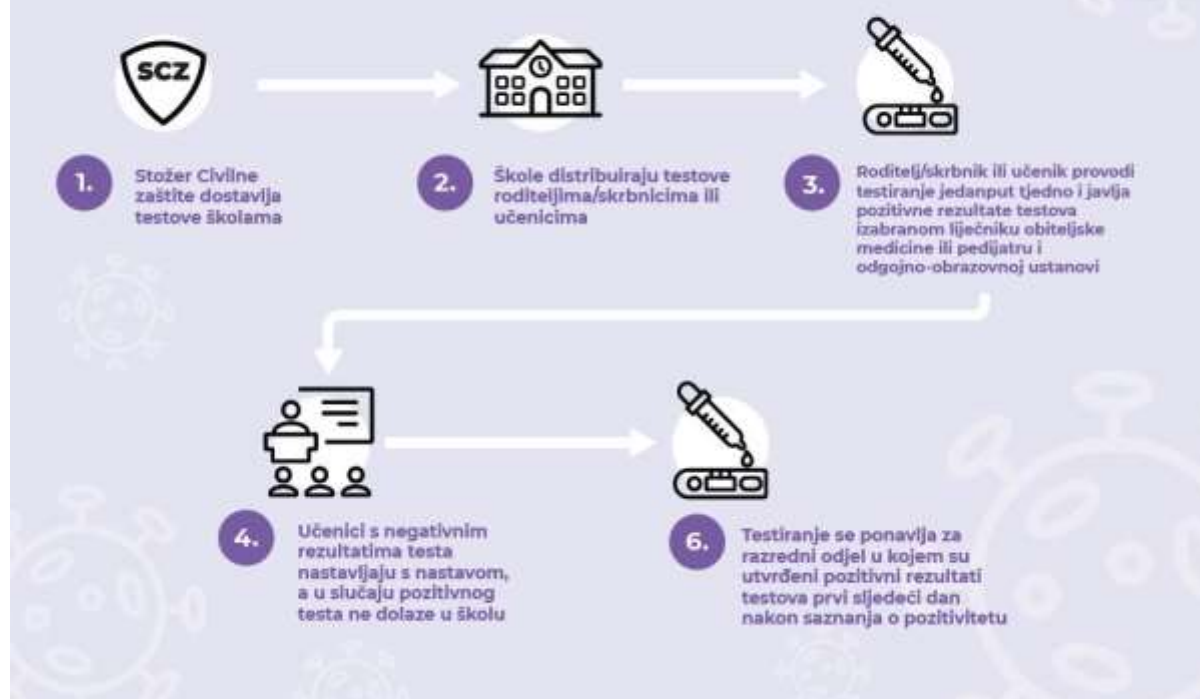 SCZ
1.
Stožer Civilne
zaštite dostavlja
testove školama
2.
Škole distribuiraju testove
roditeljima/skrbnicima ili
učenicima
3.
Roditelj/skrbnik ili učenik provodi
testiranje jedanput tjedno i javlja
pozitivne rezultate testova
izabranom liječniku obiteljske
medicine ili pedijatru i
odgojno-obrazovnoj ustanovi
4.
Učenici s negativnim
rezultatima testa
nastavljaju s nastavom,
a u slučaju pozitivnog
testa ne dolaze u školu
6.
Testiranje se ponavlja za
razredni odjel u kojem su
utvrđeni pozitivni rezultati
testova prvi sljedeći dan
nakon saznanja o pozitivitetu